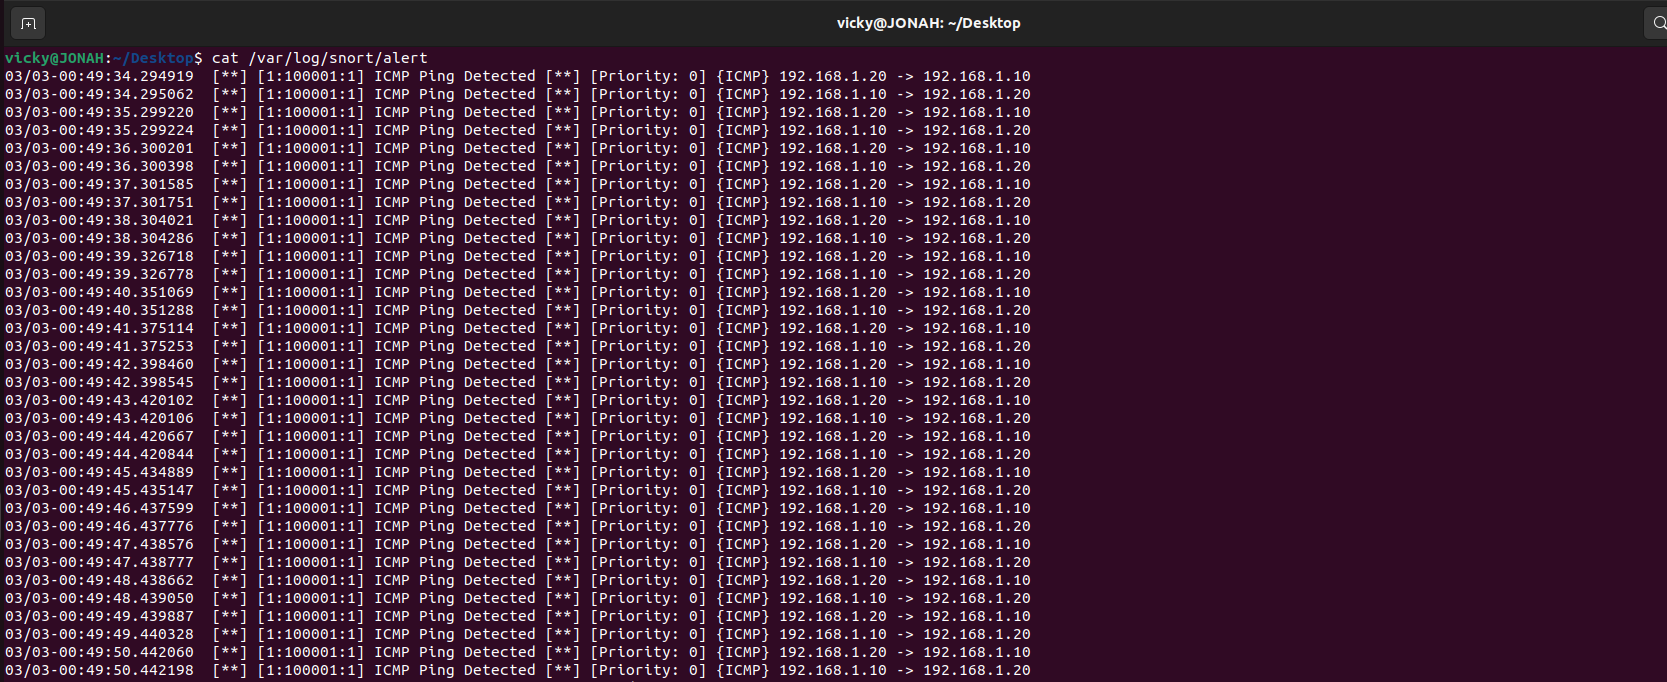 vicky@JONAH: ~/Desktop
vicky@JONAH:~/Desktop$ cat /var/log/snort/alert
03/03-00:49:34.294919  [**] [1:100001:1] ICMP Ping Detected [**] [Priority: 0] {ICMP} 192.168.1.20 -> 192.168.1.10
03/03-00:49:34.295062  [**] [1:100001:1] ICMP Ping Detected [**] [Priority: 0] {ICMP} 192.168.1.10 -> 192.168.1.20
03/03-00:49:35.299220  [**] [1:100001:1] ICMP Ping Detected [**] [Priority: 0] {ICMP} 192.168.1.20 -> 192.168.1.10
03/03-00:49:35.299224  [**] [1:100001:1] ICMP Ping Detected [**] [Priority: 0] {ICMP} 192.168.1.10 -> 192.168.1.20
03/03-00:49:36.300201  [**] [1:100001:1] ICMP Ping Detected [**] [Priority: 0] {ICMP} 192.168.1.20 -> 192.168.1.10
03/03-00:49:36.300398  [**] [1:100001:1] ICMP Ping Detected [**] [Priority: 0] {ICMP} 192.168.1.10 -> 192.168.1.20
03/03-00:49:37.301585  [**] [1:100001:1] ICMP Ping Detected [**] [Priority: 0] {ICMP} 192.168.1.20 -> 192.168.1.10
03/03-00:49:37.301751  [**] [1:100001:1] ICMP Ping Detected [**] [Priority: 0] {ICMP} 192.168.1.10 -> 192.168.1.20
03/03-00:49:38.304021  [**] [1:100001:1] ICMP Ping Detected [**] [Priority: 0] {ICMP} 192.168.1.20 -> 192.168.1.10
03/03-00:49:38.304286  [**] [1:100001:1] ICMP Ping Detected [**] [Priority: 0] {ICMP} 192.168.1.10 -> 192.168.1.20
03/03-00:49:39.326718  [**] [1:100001:1] ICMP Ping Detected [**] [Priority: 0] {ICMP} 192.168.1.20 -> 192.168.1.10
03/03-00:49:39.326778  [**] [1:100001:1] ICMP Ping Detected [**] [Priority: 0] {ICMP} 192.168.1.10 -> 192.168.1.20
03/03-00:49:40.351069  [**] [1:100001:1] ICMP Ping Detected [**] [Priority: 0] {ICMP} 192.168.1.20 -> 192.168.1.10
03/03-00:49:40.351288  [**] [1:100001:1] ICMP Ping Detected [**] [Priority: 0] {ICMP} 192.168.1.10 -> 192.168.1.20
03/03-00:49:41.375114  [**] [1:100001:1] ICMP Ping Detected [**] [Priority: 0] {ICMP} 192.168.1.20 -> 192.168.1.10
03/03-00:49:41.375253  [**] [1:100001:1] ICMP Ping Detected [**] [Priority: 0] {ICMP} 192.168.1.10 -> 192.168.1.20
03/03-00:49:42.398460  [**] [1:100001:1] ICMP Ping Detected [**] [Priority: 0] {ICMP} 192.168.1.20 -> 192.168.1.10
03/03-00:49:42.398545  [**] [1:100001:1] ICMP Ping Detected [**] [Priority: 0] {ICMP} 192.168.1.10 -> 192.168.1.20
03/03-00:49:43.420102  [**] [1:100001:1] ICMP Ping Detected [**] [Priority: 0] {ICMP} 192.168.1.20 -> 192.168.1.10
03/03-00:49:43.420106  [**] [1:100001:1] ICMP Ping Detected [**] [Priority: 0] {ICMP} 192.168.1.10 -> 192.168.1.20
03/03-00:49:44.420667  [**] [1:100001:1] ICMP Ping Detected [**] [Priority: 0] {ICMP} 192.168.1.20 -> 192.168.1.10
03/03-00:49:44.420844  [**] [1:100001:1] ICMP Ping Detected [**] [Priority: 0] {ICMP} 192.168.1.10 -> 192.168.1.20
03/03-00:49:45.434889  [**] [1:100001:1] ICMP Ping Detected [**] [Priority: 0] {ICMP} 192.168.1.20 -> 192.168.1.10
03/03-00:49:45.435147  [**] [1:100001:1] ICMP Ping Detected [**] [Priority: 0] {ICMP} 192.168.1.10 -> 192.168.1.20
03/03-00:49:46.437599  [**] [1:100001:1] ICMP Ping Detected [**] [Priority: 0] {ICMP} 192.168.1.20 -> 192.168.1.10
03/03-00:49:46.437776  [**] [1:100001:1] ICMP Ping Detected [**] [Priority: 0] {ICMP} 192.168.1.10 -> 192.168.1.20
03/03-00:49:47.438576  [**] [1:100001:1] ICMP Ping Detected [**] [Priority: 0] {ICMP} 192.168.1.20 -> 192.168.1.10
03/03-00:49:47.438777  [**] [1:100001:1] ICMP Ping Detected [**] [Priority: 0] {ICMP} 192.168.1.10 -> 192.168.1.20
03/03-00:49:48.438662  [**] [1:100001:1] ICMP Ping Detected [**] [Priority: 0] {ICMP} 192.168.1.20 -> 192.168.1.10
03/03-00:49:48.439050  [**] [1:100001:1] ICMP Ping Detected [**] [Priority: 0] {ICMP} 192.168.1.10 -> 192.168.1.20
03/03-00:49:49.439887  [**] [1:100001:1] ICMP Ping Detected [**] [Priority: 0] {ICMP} 192.168.1.20 -> 192.168.1.10
03/03-00:49:49.440328  [**] [1:100001:1] ICMP Ping Detected [**] [Priority: 0] {ICMP} 192.168.1.10 -> 192.168.1.20
03/03-00:49:50.442060  [**] [1:100001:1] ICMP Ping Detected [**] [Priority: 0] {ICMP} 192.168.1.20 -> 192.168.1.10
03/03-00:49:50.442198  [**] [1:100001:1] ICMP Ping Detected [**] [Priority: 0] {ICMP} 192.168.1.10 -> 192.168.1.20